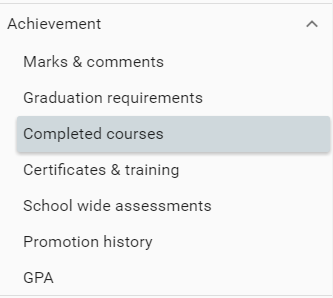 Achievement
Marks & comments
Graduation requirements
Completed courses
Certificates & training
School wide assessments
Promotion history
GPA